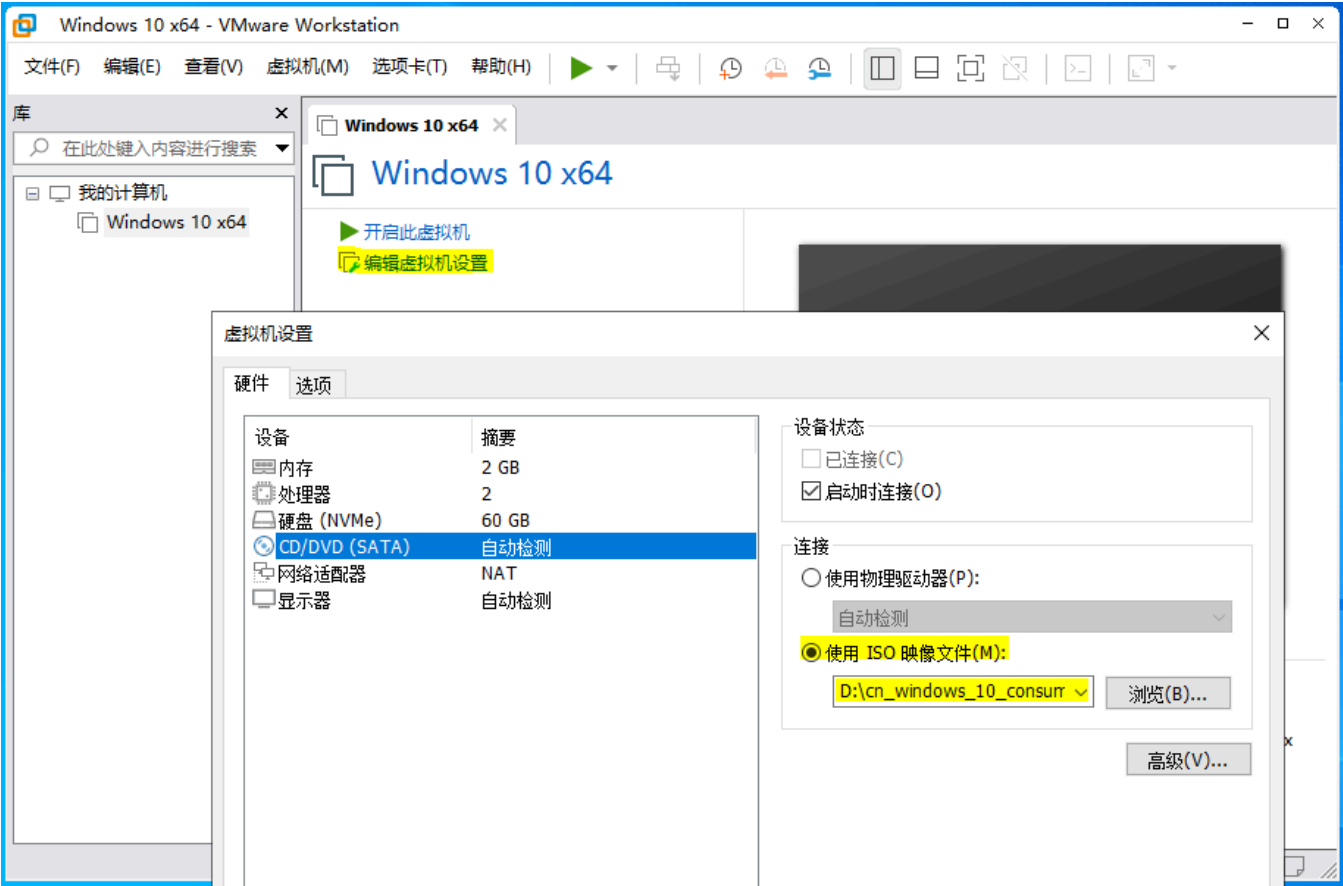 Windows 10 x64 - VMware Workstation
文件(F) 编辑(E) 查看(V) 虚拟机(M) 选项卡(T) 帮助(H)
库
在此处键入内容进行搜索
我的计算机
Windows 10 x64
Windows 10 x64
Windows 10 x64
开启此虚拟机
编辑虚拟机设置
虚拟机设置
硬件 选项
设备 摘要
内存 2 GB
处理器 2
硬盘 (NVMe) 60 GB
CD/DVD (SATA) 自动检测
网络适配器 NAT
显示器 自动检测
设备状态
已连接(C)
启动时连接(O)
连接
使用物理驱动器(P):
自动检测
使用 ISO 映像文件(M):
D:\cn_windows_10_consum 浏览(B)...
高级(V)...
x